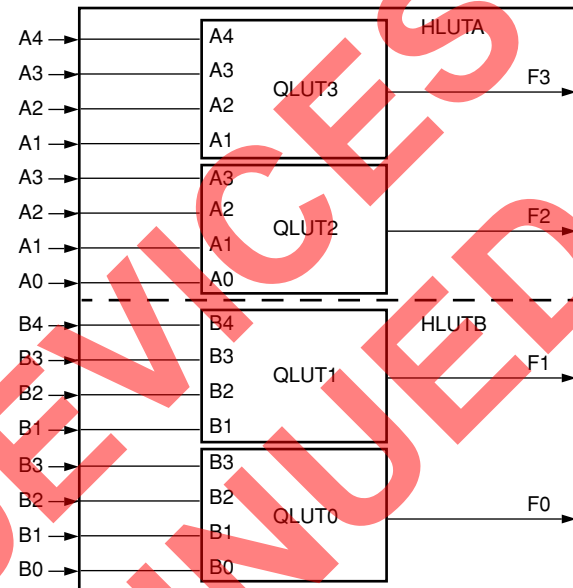 HLUTA
A4 A4
A3 A3
QLUT3 F3
A2 A2
A1 A1
A3 A3
A2 A2
QLUT2 F2
A1 A1
A0 A0
B4 B4 HLUTB
B3 B3
QLUT1 F1
B2 B2
B1 B1
B3 B3
B2 B2
QLUT0 F0
B1 B1
B0 B0
DEVICES
NUED